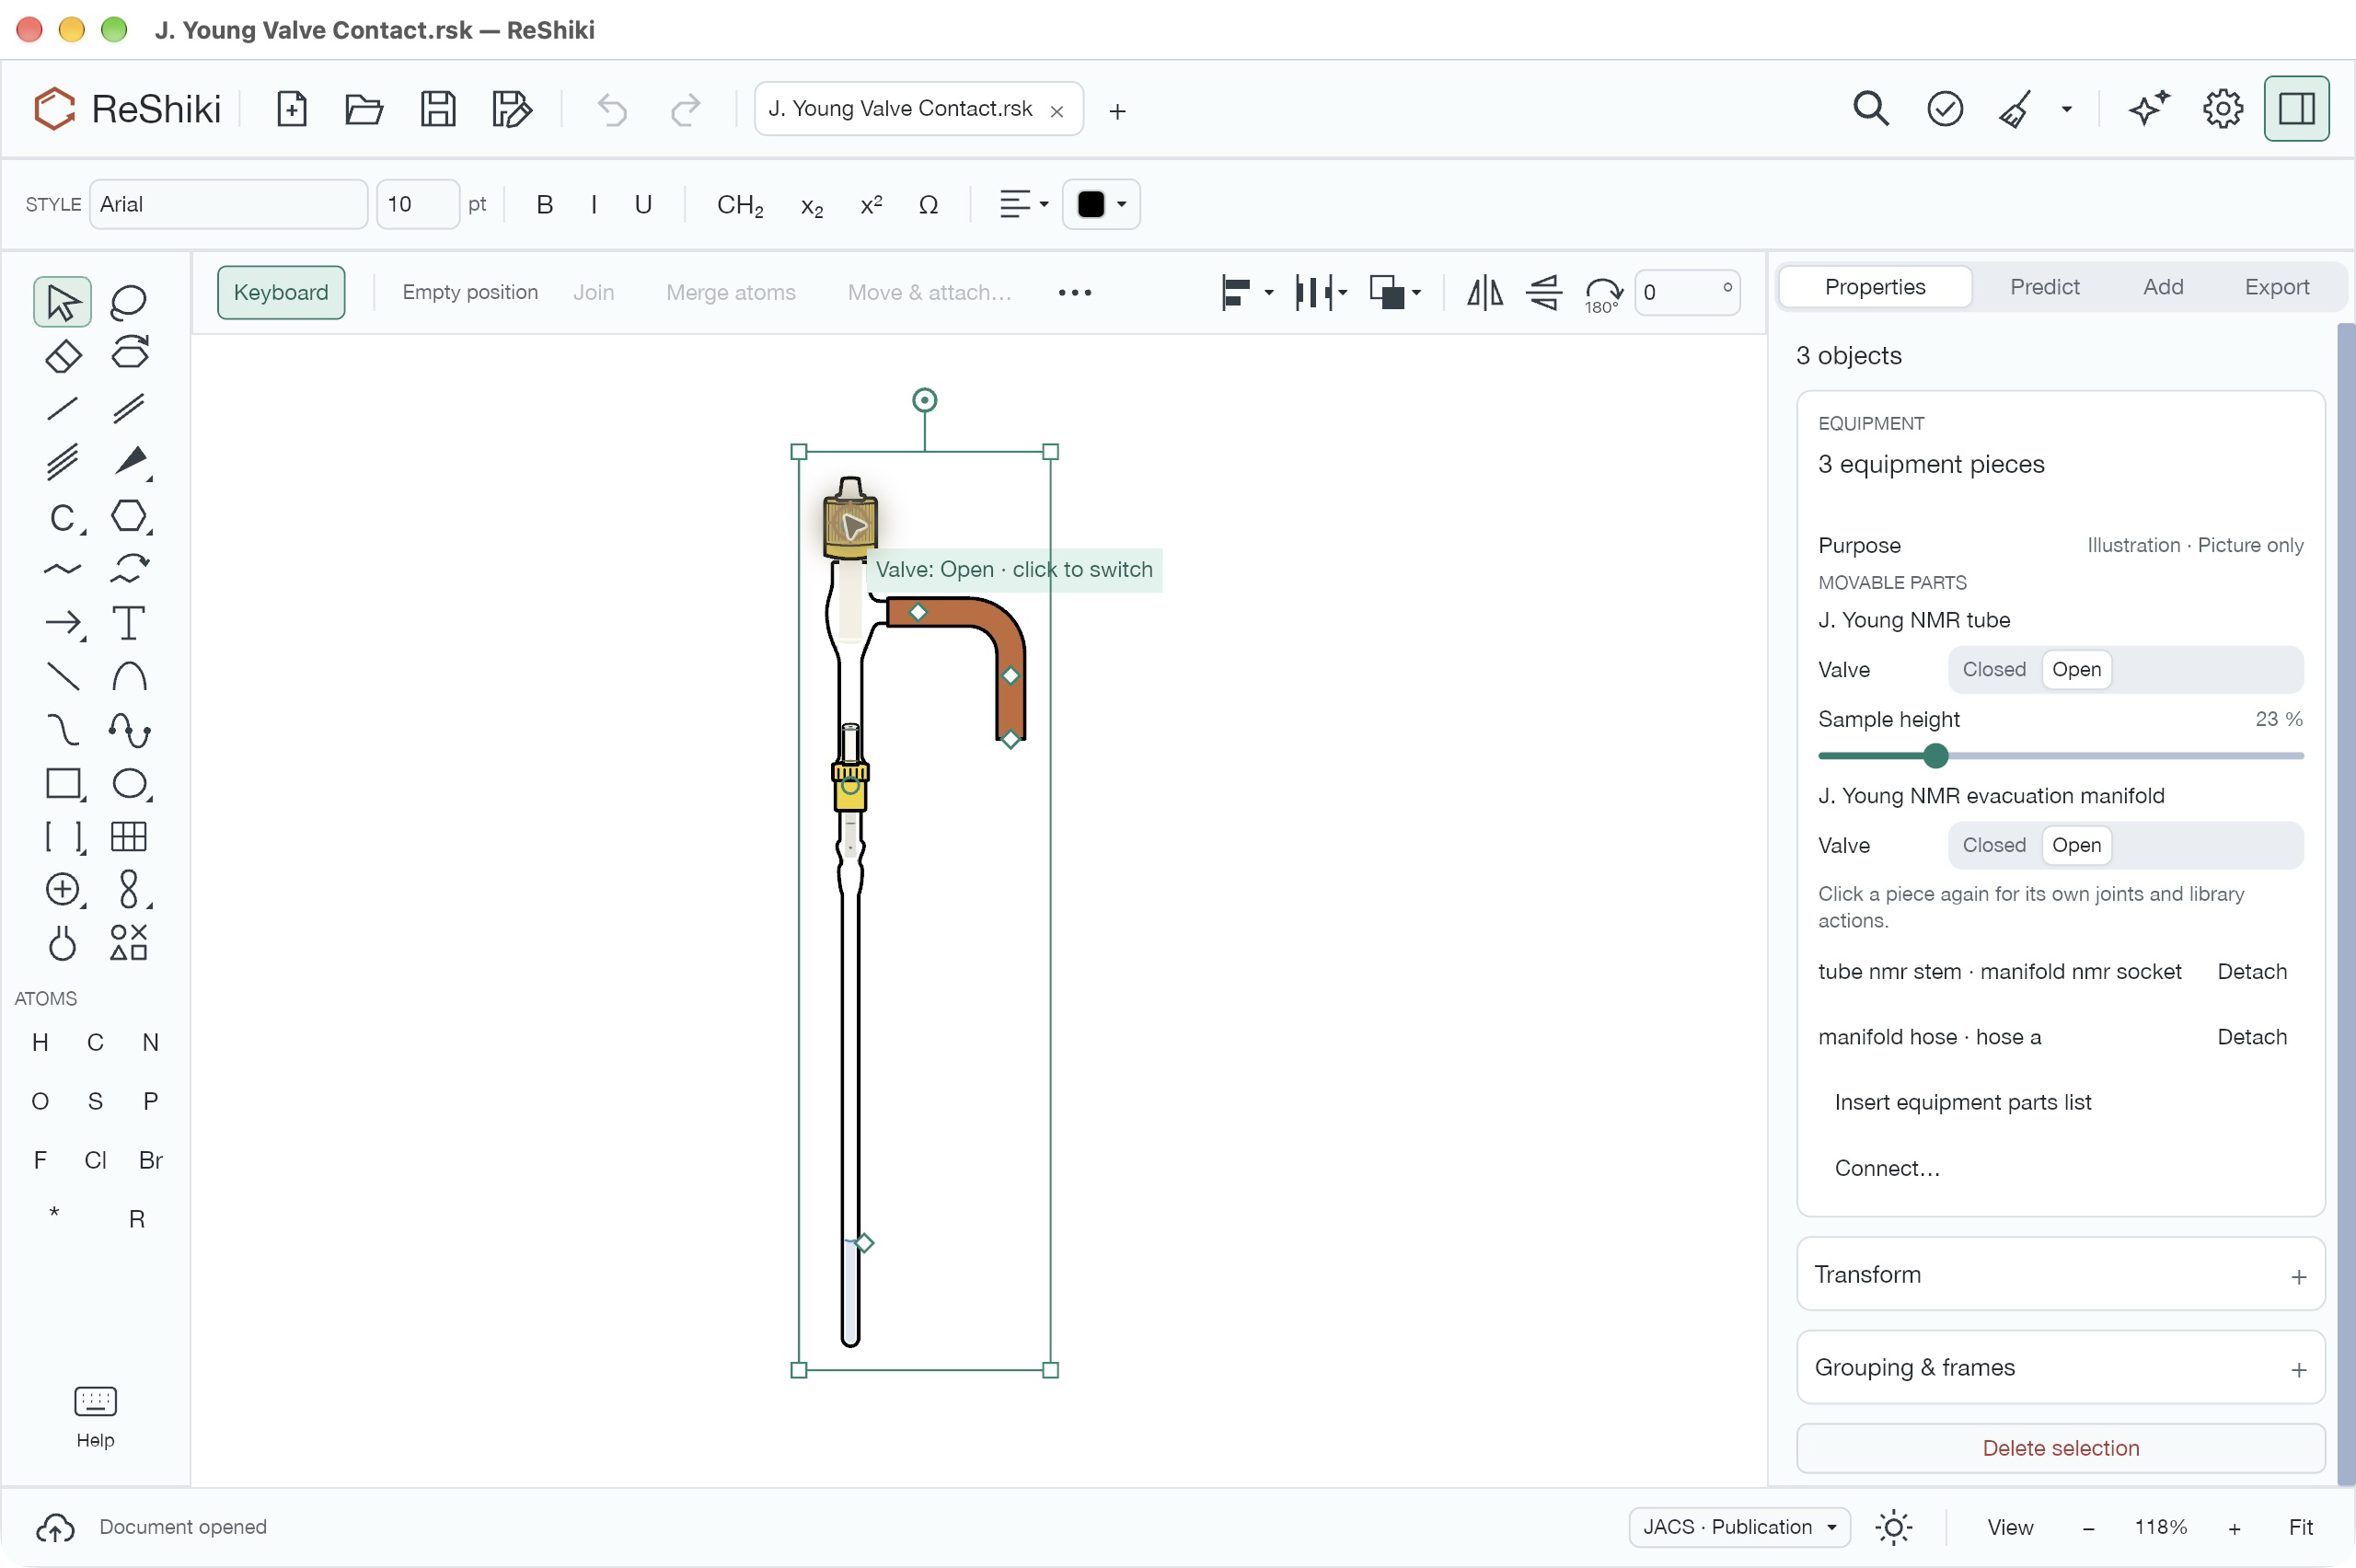 J. Young Valve Contact.rsk — ReShiki
ReShiki
J. Young Valve Contact.rsk ×
+
STYLE
Arial
10 pt
B I U
CH₂ x₂ x² Ω
Keyboard
Empty position
Join
Merge atoms
Move & attach...
180°
0 °
Properties
Predict
Add
Export
C
T
ATOMS
H C N
O S P
F Cl Br
* R
Help
Valve: Open · click to switch
3 objects
EQUIPMENT
3 equipment pieces
Purpose Illustration · Picture only
MOVABLE PARTS
J. Young NMR tube
Valve Closed Open
Sample height 23 %
J. Young NMR evacuation manifold
Valve Closed Open
Click a piece again for its own joints and library
actions.
tube nmr stem · manifold nmr socket Detach
manifold hose · hose a Detach
Insert equipment parts list
Connect...
Transform +
Grouping & frames +
Delete selection
Document opened
JACS · Publication
View − 118% + Fit